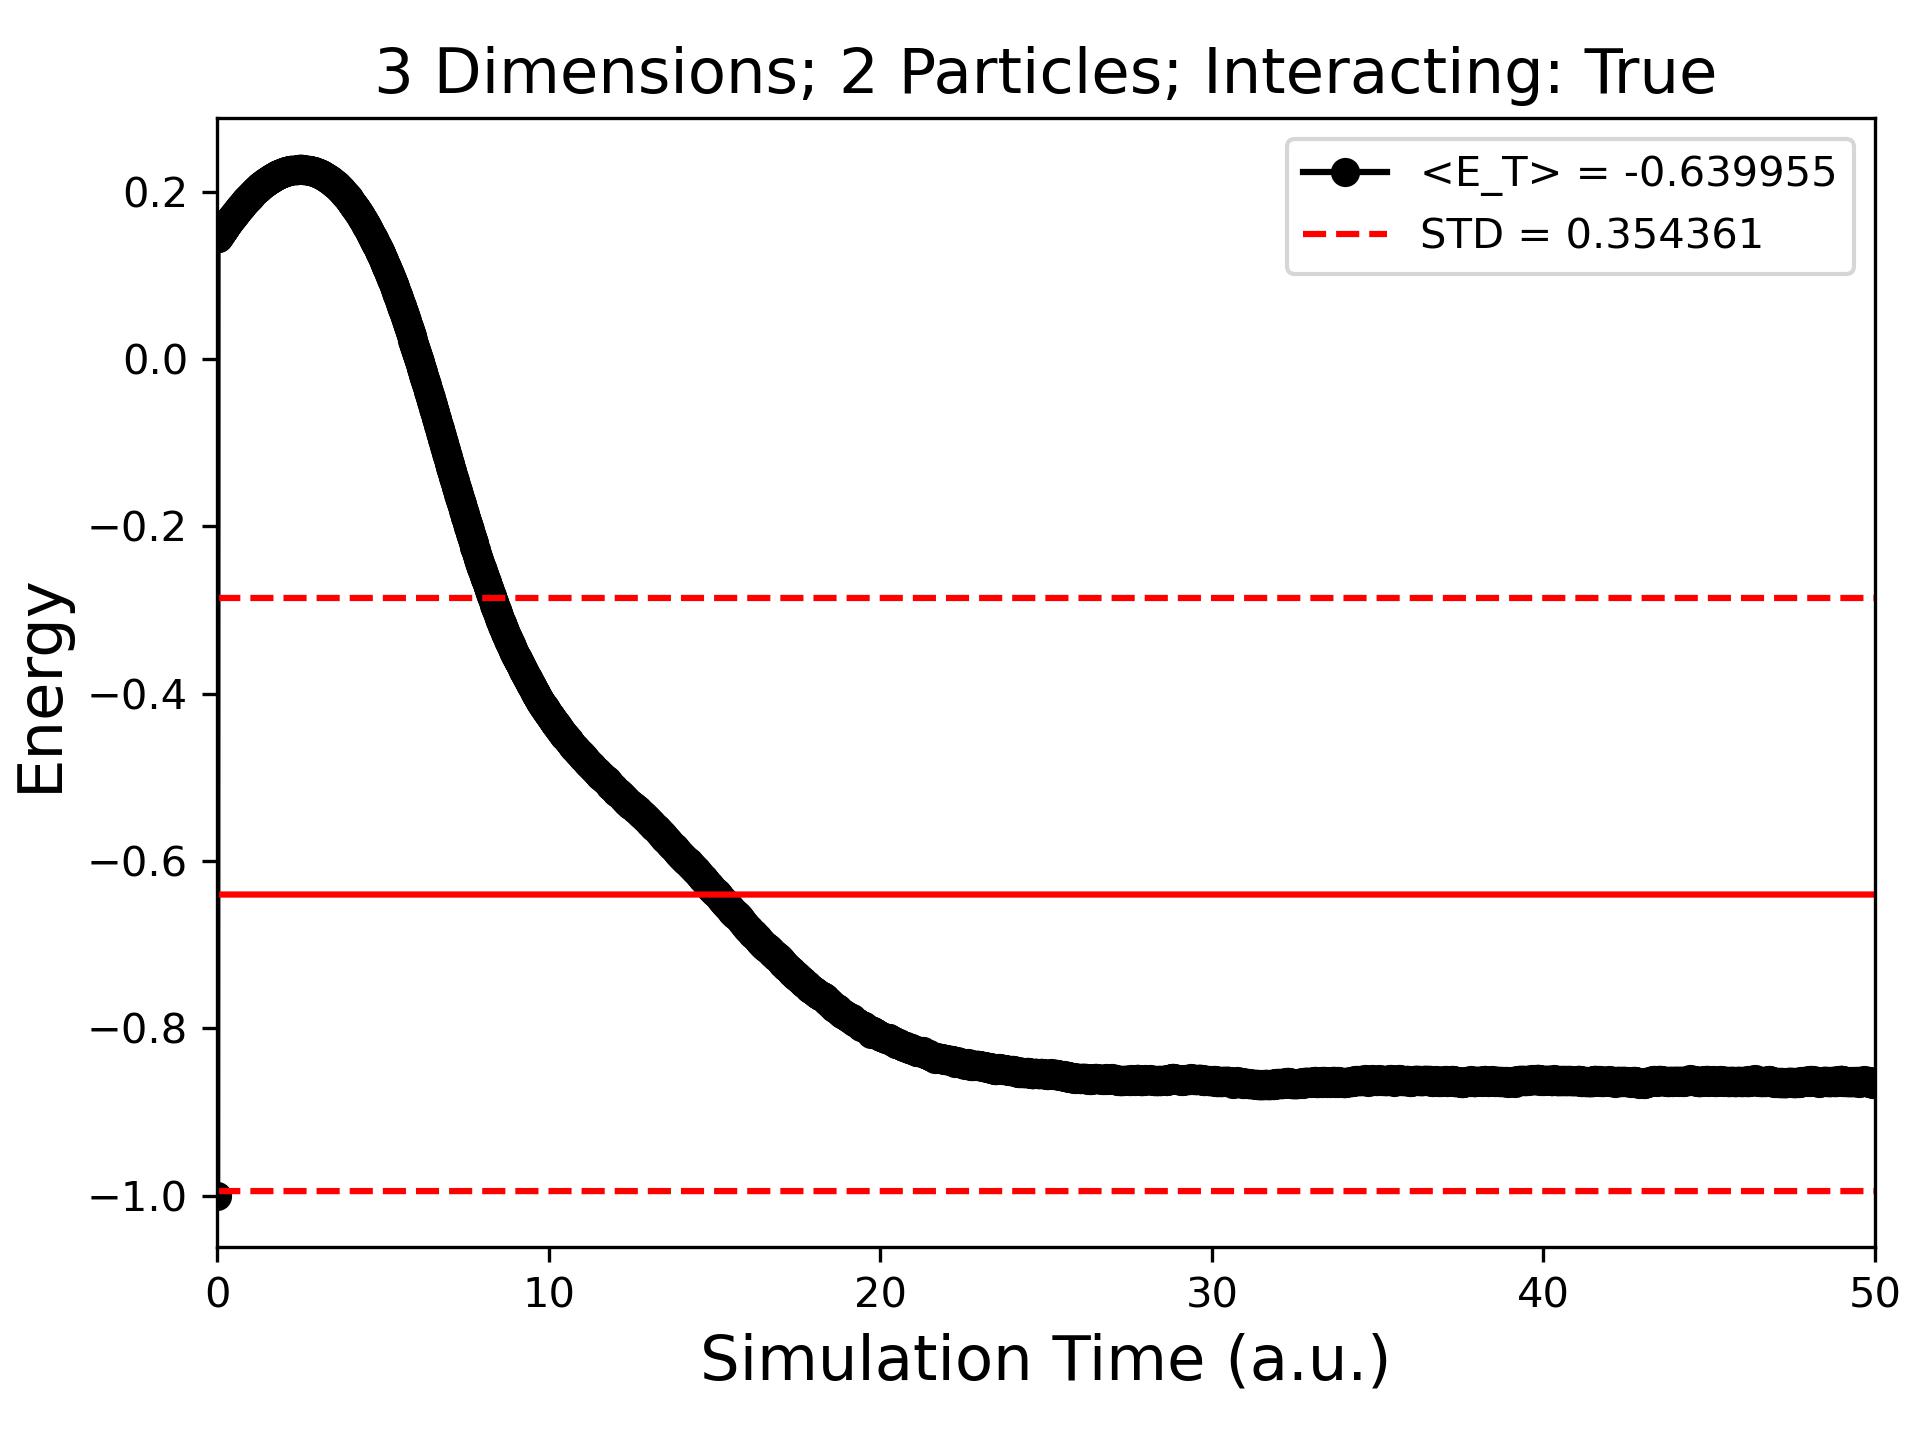 3 Dimensions; 2 Particles; Interacting: True
<E_T> = -0.639955
STD = 0.354361
Energy
0.2
0.0
−0.2
−0.4
−0.6
−0.8
−1.0
0 10 20 30 40 50
Simulation Time (a.u.)